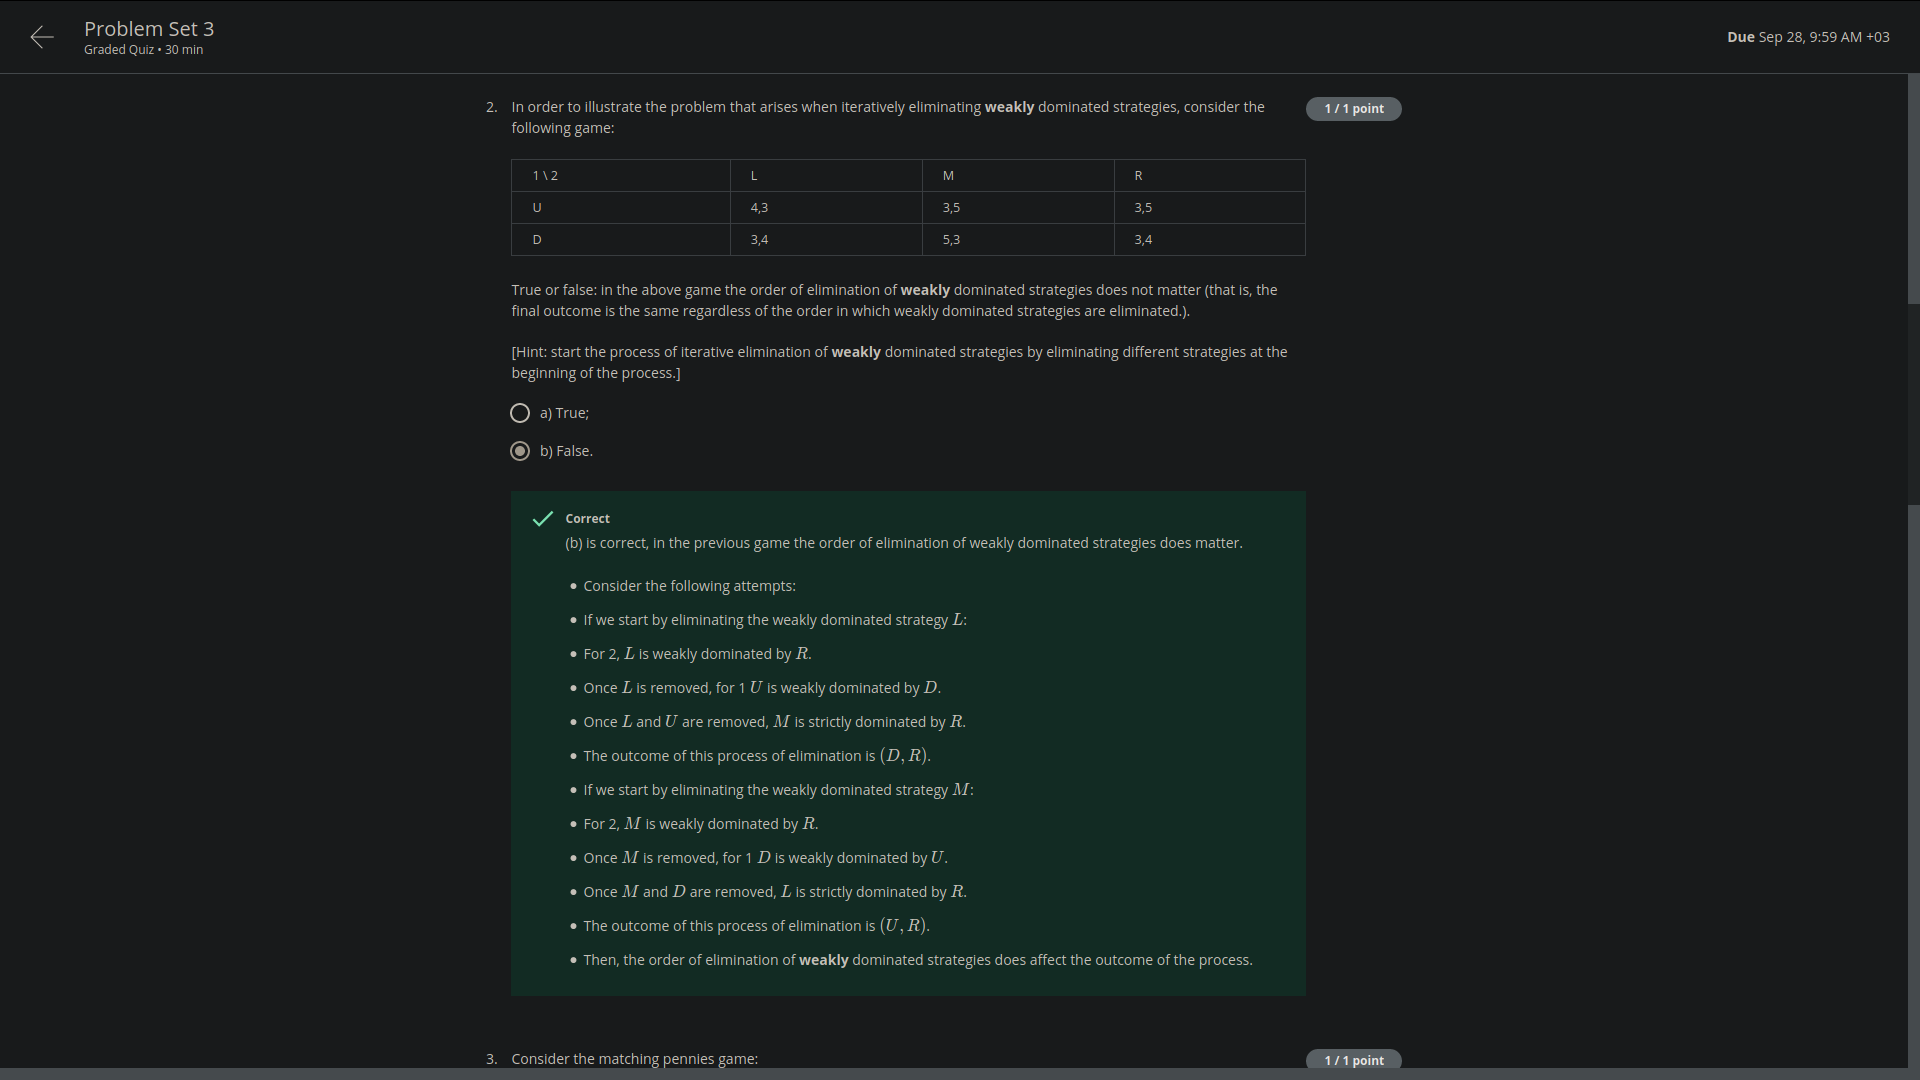 Problem Set 3
Graded Quiz • 30 min
Due Sep 28, 9:59 AM +03
2. In order to illustrate the problem that arises when iteratively eliminating weakly dominated strategies, consider the
following game:
1 / 1 point
1 \ 2 L M R
U 4,3 3,5 3,5
D 3,4 5,3 3,4
True or false: in the above game the order of elimination of weakly dominated strategies does not matter (that is, the
final outcome is the same regardless of the order in which weakly dominated strategies are eliminated.).
[Hint: start the process of iterative elimination of weakly dominated strategies by eliminating different strategies at the
beginning of the process.]
a) True;
b) False.
Correct
(b) is correct, in the previous game the order of elimination of weakly dominated strategies does matter.
• Consider the following attempts:
• If we start by eliminating the weakly dominated strategy L:
• For 2, L is weakly dominated by R.
• Once L is removed, for 1 U is weakly dominated by D.
• Once L and U are removed, M is strictly dominated by R.
• The outcome of this process of elimination is (D, R).
• If we start by eliminating the weakly dominated strategy M:
• For 2, M is weakly dominated by R.
• Once M is removed, for 1 D is weakly dominated by U.
• Once M and D are removed, L is strictly dominated by R.
• The outcome of this process of elimination is (U, R).
• Then, the order of elimination of weakly dominated strategies does affect the outcome of the process.
3. Consider the matching pennies game:
1 / 1 point